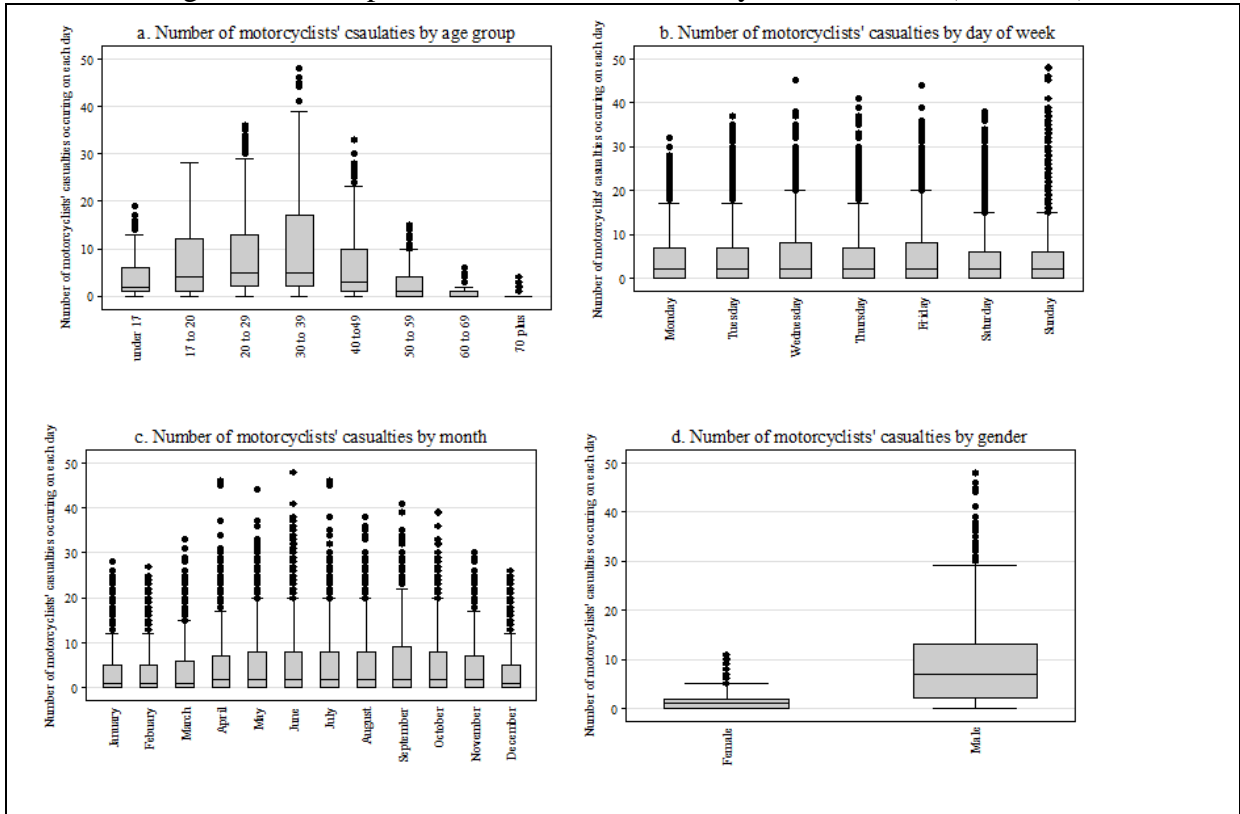 a. Number of motorcyclists' csaulaties by age group
Number of motorcyclists' casualties occuring on each day
50
40
30
20
10
0
under 17
17 to 20
20 to 29
30 to 39
40 to49
50 to 59
60 to 69
70 plus
b. Number of motorcyclists' casualties by day of week
50
40
30
20
10
0
Monday
Tuesday
Wednesday
Thursday
Friday
Saturday
Sunday
c. Number of motorcyclists' casualties by month
Number of motorcyclists' casualties occuring on each day
50
40
30
20
10
0
January
Febuary
March
April
May
June
July
August
September
October
November
December
d. Number of motorcyclists' casualties by gender
Number of motorcyclists' casualties occuring on each day
50
40
30
20
10
0
Female
Male